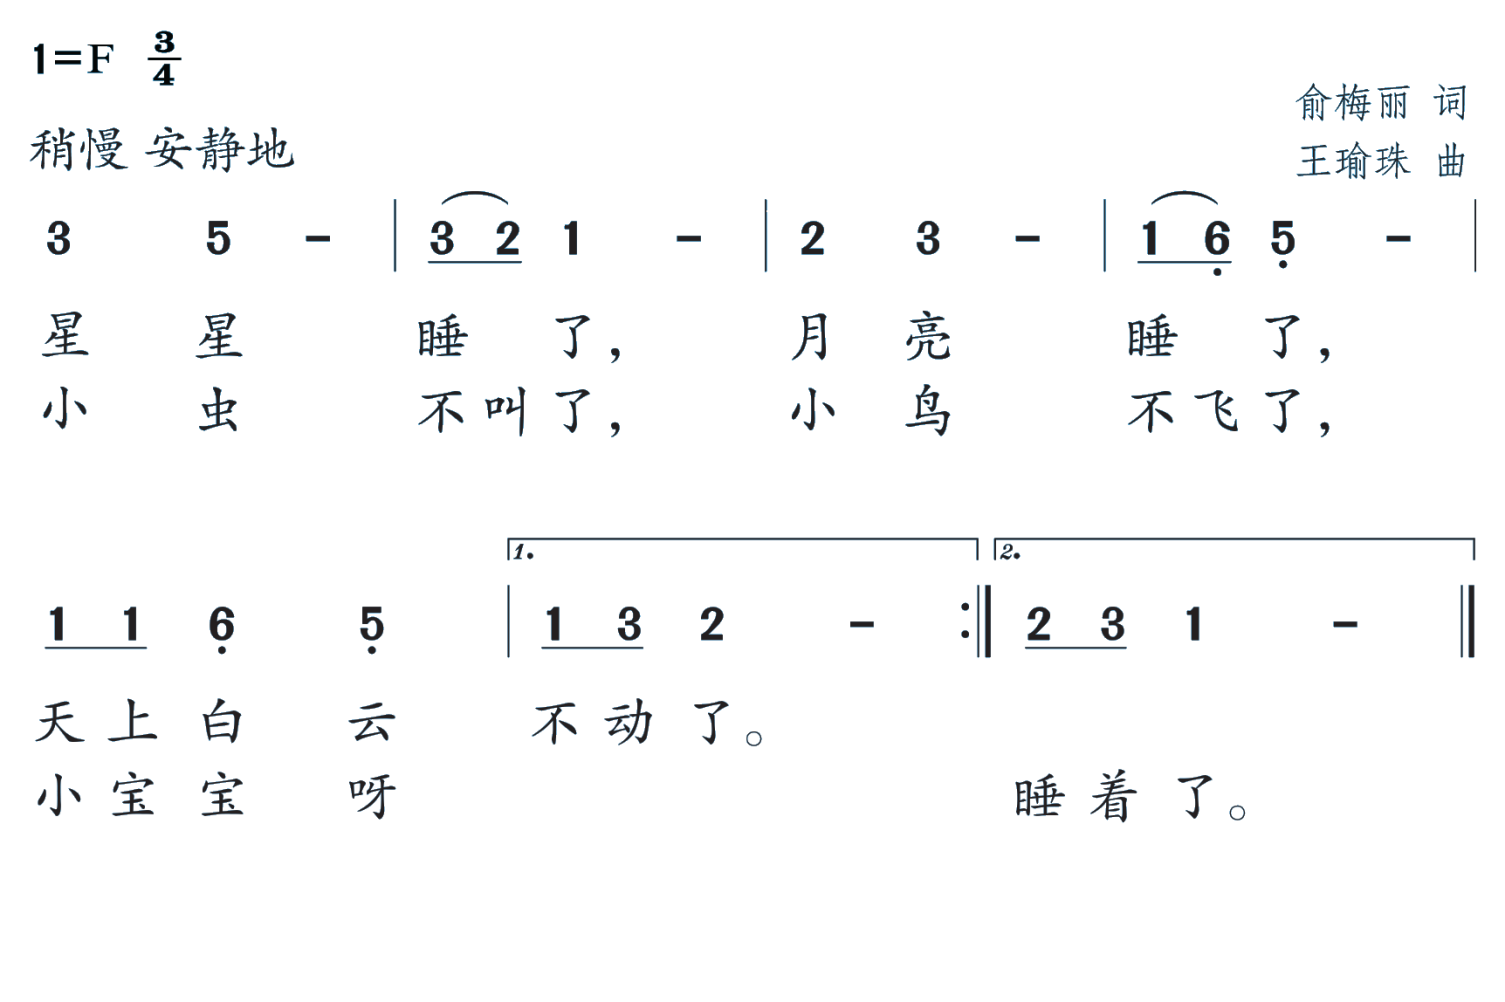 1=F 3/4
俞梅丽 词
稍慢 安静地
王瑜珠 曲
3 5 - | 3 2 1 - | 2 3 - | 1 6̣ 5̣ - |
星 星 睡 了， 月 亮 睡 了，
小 虫 不 叫 了， 小 鸟 不 飞 了，
1. 2.
1 1 6̣ 5̣ | 1 3 2 - :‖ 2 3 1 - ‖
天 上 白 云 不 动 了。
小 宝 宝 呀 睡 着 了。